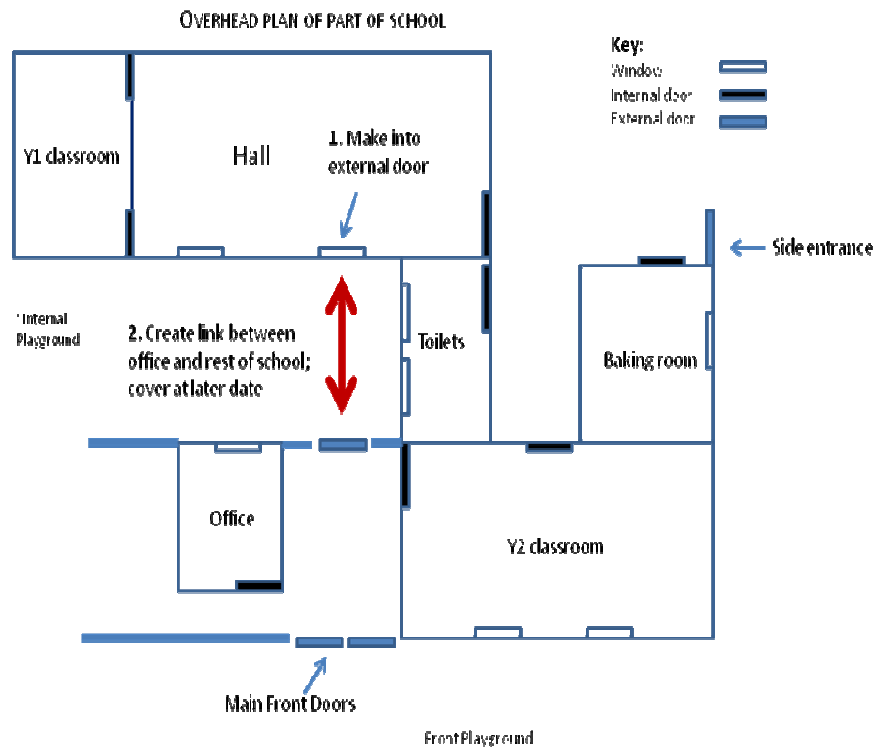 OVERHEAD PLAN OF PART OF SCHOOL
Key:
Window
Internal door
External door
Y1 classroom
Hall
1. Make into
external door
Side entrance
'Internal
Playground
2. Create link between
office and rest of school;
cover at later date
Toilets
Baking room
Office
Y2 classroom
Main Front Doors
Front Playground